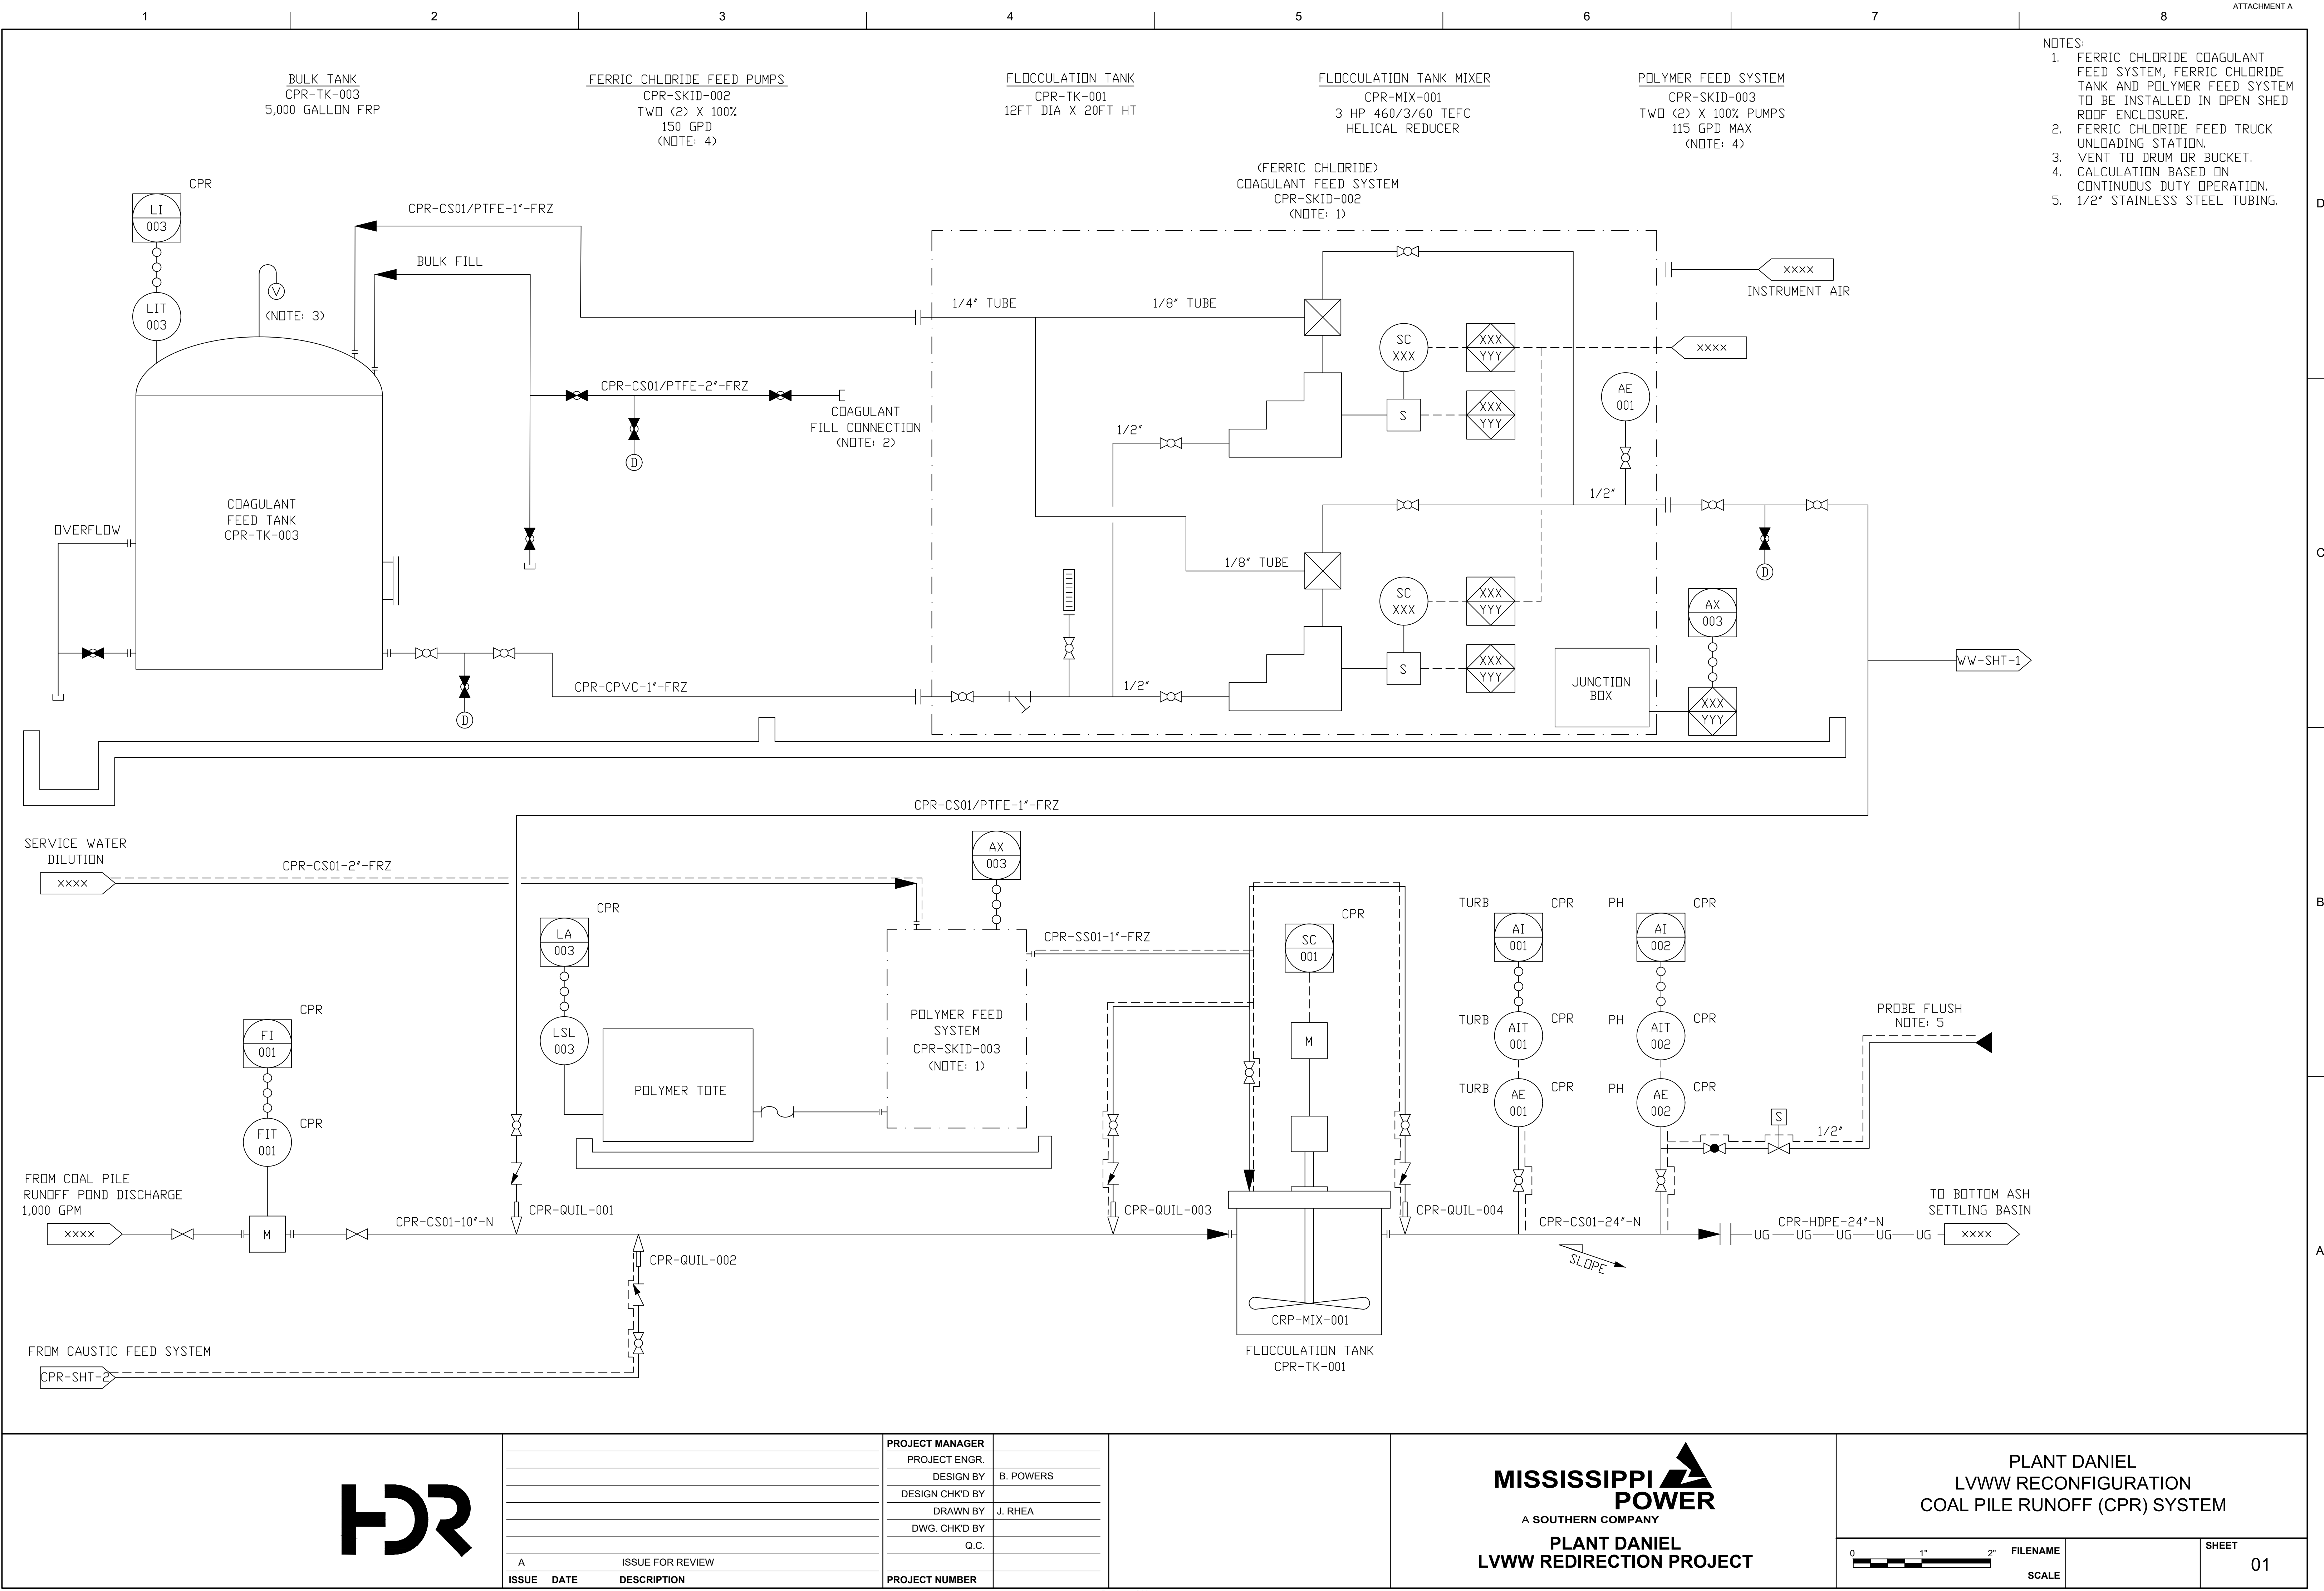 ATTACHMENT A
1 2 3 4 5 6 7 8
BULK TANK
CPR-TK-003
5,000 GALLON FRP
FERRIC CHLORIDE FEED PUMPS
CPR-SKID-002
TWO (2) X 100%
150 GPD
(NOTE: 4)
FLOCCULATION TANK
CPR-TK-001
12FT DIA X 20FT HT
FLOCCULATION TANK MIXER
CPR-MIX-001
3 HP 460/3/60 TEFC
HELICAL REDUCER
POLYMER FEED SYSTEM
CPR-SKID-003
TWO (2) X 100% PUMPS
115 GPD MAX
(NOTE: 4)
NOTES:
1. FERRIC CHLORIDE COAGULANT
FEED SYSTEM, FERRIC CHLORIDE
TANK AND POLYMER FEED SYSTEM
TO BE INSTALLED IN OPEN SHED
ROOF ENCLOSURE.
2. FERRIC CHLORIDE FEED TRUCK
UNLOADING STATION.
3. VENT TO DRUM OR BUCKET.
4. CALCULATION BASED ON
CONTINUOUS DUTY OPERATION.
5. 1/2" STAINLESS STEEL TUBING.
D
C
B
A
(FERRIC CHLORIDE)
COAGULANT FEED SYSTEM
CPR-SKID-002
(NOTE: 1)
CPR
LI
003
LIT
003
V
(NOTE: 3)
CPR-CS01/PTFE-1"-FRZ
BULK FILL
CPR-CS01/PTFE-2"-FRZ
D
COAGULANT
FILL CONNECTION
(NOTE: 2)
COAGULANT
FEED TANK
CPR-TK-003
OVERFLOW
D
CPR-CPVC-1"-FRZ
1/4" TUBE
1/8" TUBE
SC
XXX
XXX
YYY
S
XXX
YYY
1/2"
XXXX
INSTRUMENT AIR
XXXX
AE
001
1/2"
1/8" TUBE
SC
XXX
XXX
YYY
S
XXX
YYY
1/2"
D
AX
003
JUNCTION
BOX
XXX
YYY
WW-SHT-1
CPR-CS01/PTFE-1"-FRZ
SERVICE WATER
DILUTION
XXXX
CPR-CS01-2"-FRZ
AX
003
CPR
LA
003
LSL
003
POLYMER TOTE
POLYMER FEED
SYSTEM
CPR-SKID-003
(NOTE: 1)
CPR-SS01-1"-FRZ
CPR
SC
001
M
TURB
AI
001
CPR
PH
AI
002
CPR
TURB
AIT
001
CPR
PH
AIT
002
CPR
TURB
AE
001
CPR
PH
AE
002
CPR
PROBE FLUSH
NOTE: 5
S
1/2"
CPR
FI
001
CPR
FIT
001
FROM COAL PILE
RUNOFF POND DISCHARGE
1,000 GPM
XXXX
M
CPR-CS01-10"-N
CPR-QUIL-001
CPR-QUIL-002
CPR-QUIL-003
CPR-QUIL-004
CPR-CS01-24"-N
SLOPE
CPR-HDPE-24"-N
UG UG UG UG UG
TO BOTTOM ASH
SETTLING BASIN
XXXX
CRP-MIX-001
FLOCCULATION TANK
CPR-TK-001
FROM CAUSTIC FEED SYSTEM
CPR-SHT-2
HDR
A ISSUE FOR REVIEW
ISSUE DATE DESCRIPTION
PROJECT MANAGER
PROJECT ENGR.
DESIGN BY B. POWERS
DESIGN CHK'D BY
DRAWN BY J. RHEA
DWG. CHK'D BY
Q.C.
PROJECT NUMBER
MISSISSIPPI
POWER
A SOUTHERN COMPANY
PLANT DANIEL
LVWW REDIRECTION PROJECT
PLANT DANIEL
LVWW RECONFIGURATION
COAL PILE RUNOFF (CPR) SYSTEM
0 1" 2"
FILENAME
SCALE
SHEET
01